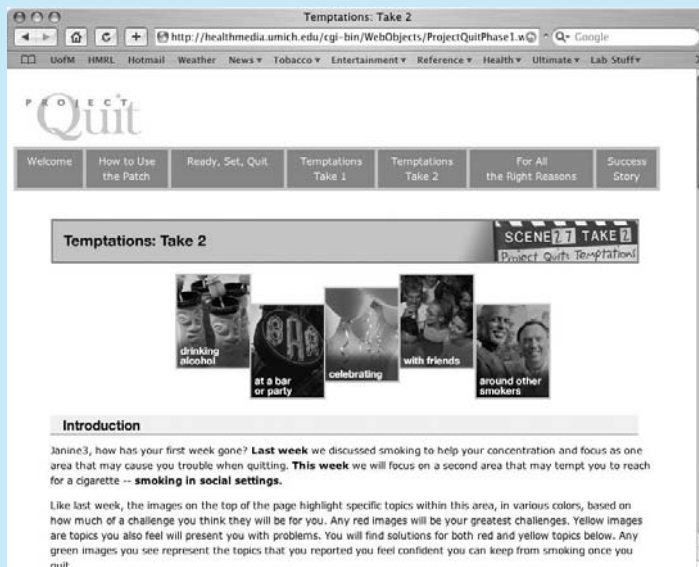 Temptations: Take 2
http://healthmedia.umich.edu/cgi-bin/WebObjects/ProjectQuitPhase1.w
Google
UofM HMRL Hotmail Weather News Tobacco Entertainment Reference Health Ultimate Lab Stuff
PROJECT
Quit
Welcome
How to Use
the Patch
Ready, Set, Quit
Temptations
Take 1
Temptations
Take 2
For All
the Right Reasons
Success
Story
Temptations: Take 2
SCENE 27 TAKE 2
Project Quits Temptations
drinking
alcohol
BAR
at a bar
or party
celebrating
with friends
around other
smokers
Introduction
Janine3, how has your first week gone? Last week we discussed smoking to help your concentration and focus as one
area that may cause you trouble when quitting. This week we will focus on a second area that may tempt you to reach
for a cigarette -- smoking in social settings.
Like last week, the images on the top of the page highlight specific topics within this area, in various colors, based on
how much of a challenge you think they will be for you. Any red images will be your greatest challenges. Yellow images
are topics you also feel will present you with problems. You will find solutions for both red and yellow topics below. Any
green images you see represent the topics that you reported you feel confident you can keep from smoking once you
quit.